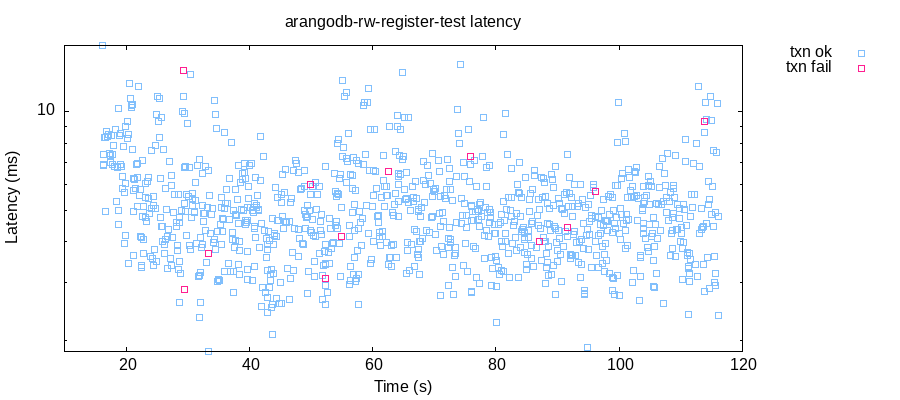 arangodb-rw-register-test latency
txn ok
txn fail
10
Latency (ms)
20 40 60 80 100 120
Time (s)